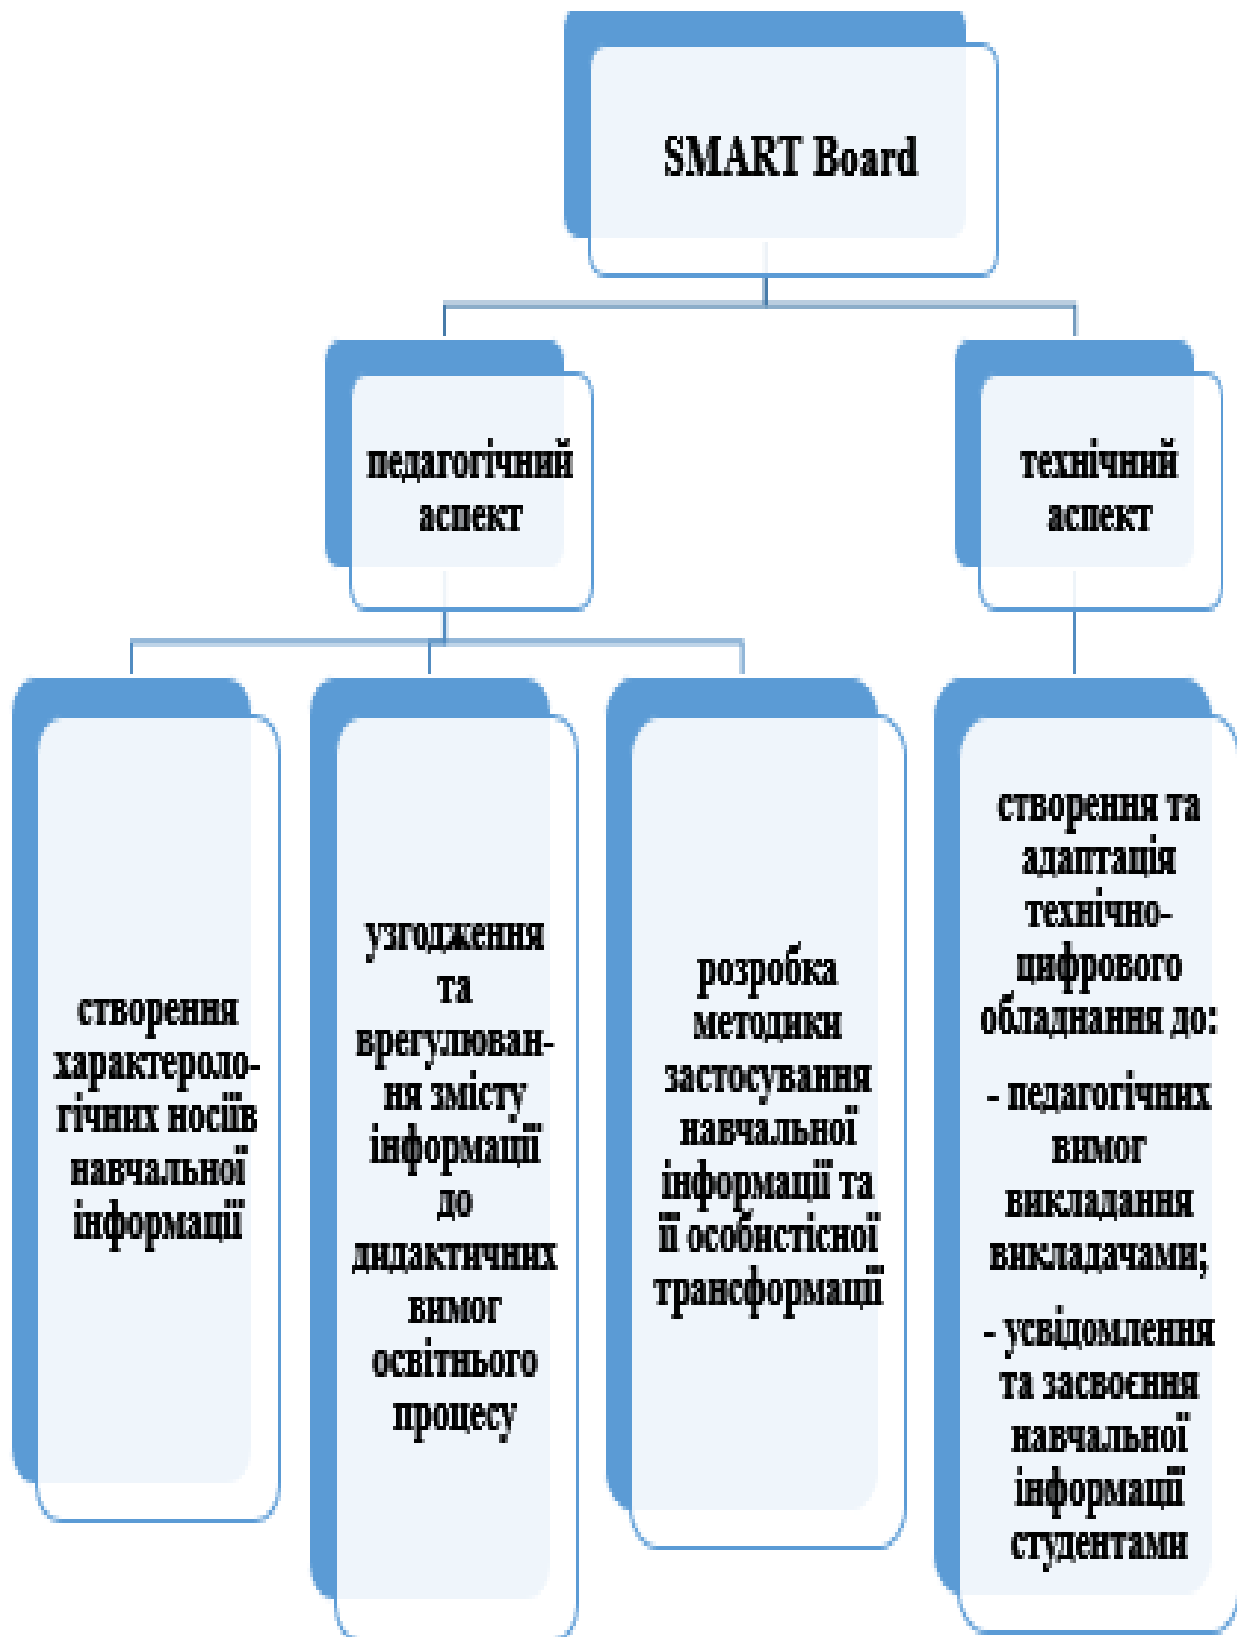 SMART Board
педагогічний
аспект
технічний
аспект
створення
характероло-
гічних носіїв
навчальної
інформації
узгодження
та
врегулюван-
ня змісту
інформації
до
дидактичних
вимог
освітнього
процесу
розробка
методики
застосування
навчальної
інформації та
її особистісної
трансформації
створення та
адаптація
технічно-
цифрового
обладнання до:
- педагогічних
вимог
викладання
викладачами;
- усвідомлення
та засвоєння
навчальної
інформації
студентами